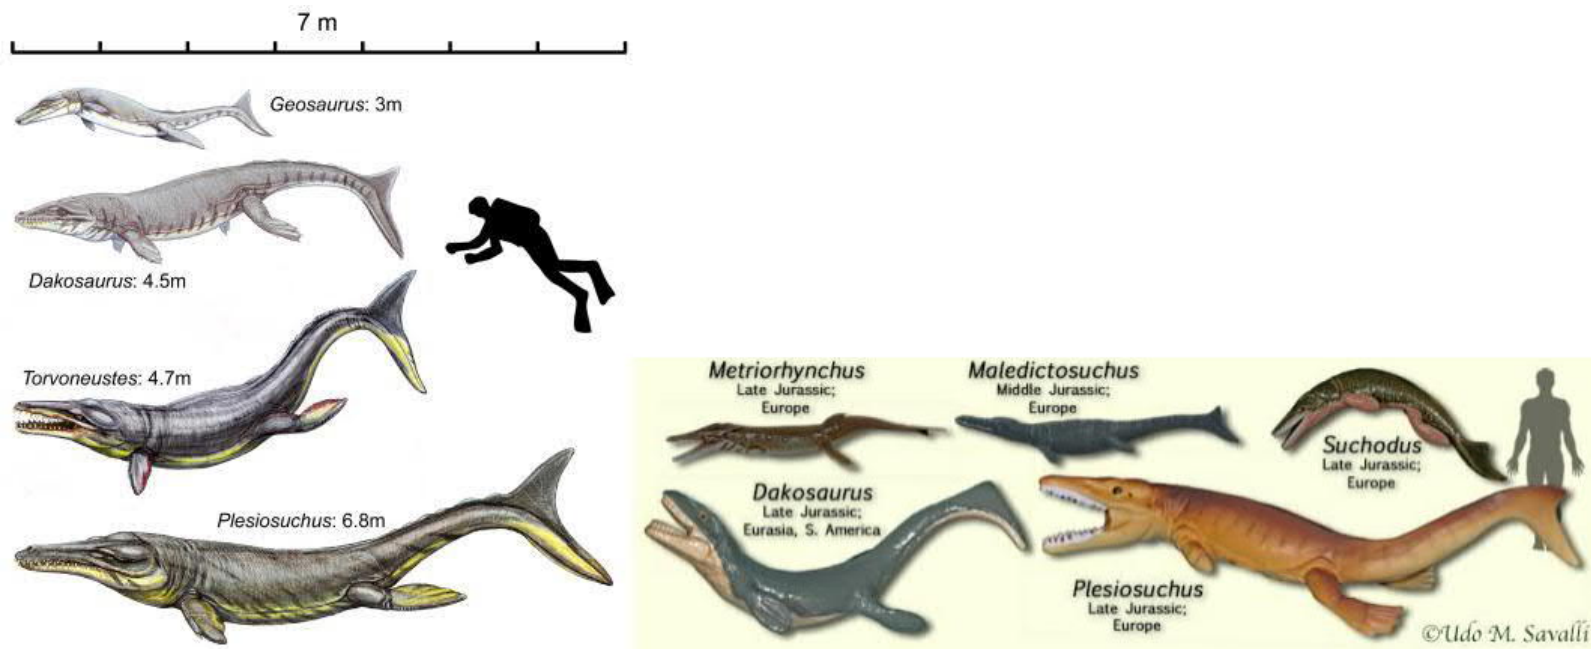 7 m
Geosaurus: 3m
Dakosaurus: 4.5m
Torvoneustes: 4.7m
Plesiosuchus: 6.8m
Metriorhynchus
Late Jurassic;
Europe
Maledictosuchus
Middle Jurassic;
Europe
Suchodus
Late Jurassic;
Europe
Dakosaurus
Late Jurassic;
Eurasia, S. America
Plesiosuchus
Late Jurassic;
Europe
©Udo M. Savalli